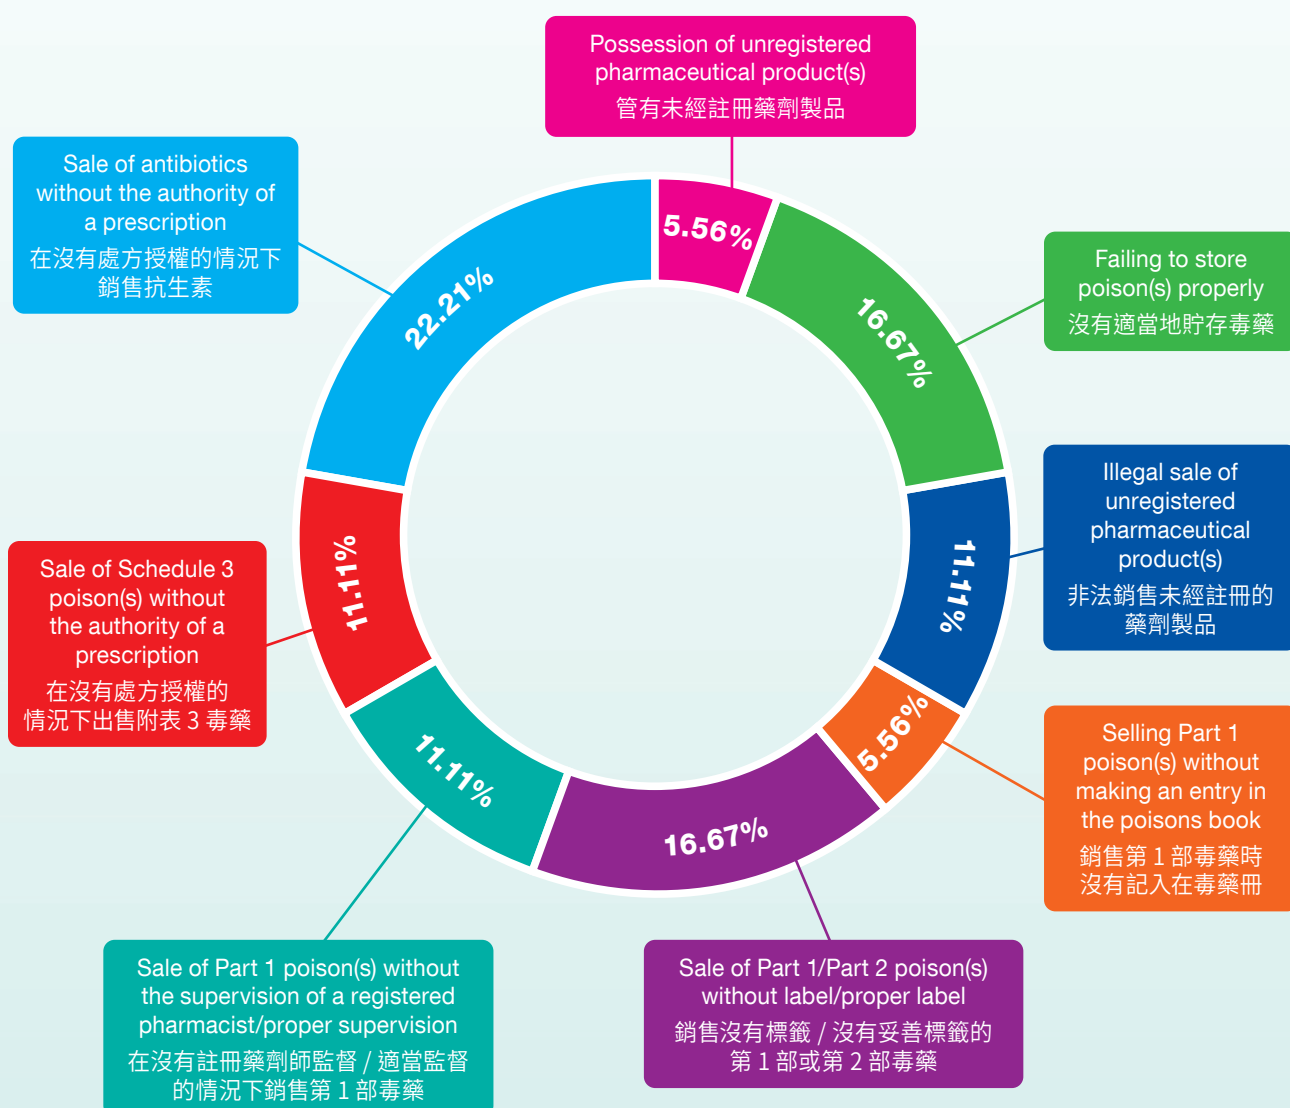 Possession of unregistered
pharmaceutical product(s)
管有未經註冊藥劑製品
5.56%
Failing to store
poison(s) properly
沒有適當地貯存毒藥
16.67%
Illegal sale of
unregistered
pharmaceutical
product(s)
非法銷售未經註冊的
藥劑製品
11.11%
Selling Part 1
poison(s) without
making an entry in
the poisons book
銷售第 1 部毒藥時
沒有記入在毒藥冊
5.56%
Sale of Part 1/Part 2 poison(s)
without label/proper label
銷售沒有標籤 / 沒有妥善標籤的
第 1 部或第 2 部毒藥
16.67%
Sale of Part 1 poison(s) without
the supervision of a registered
pharmacist/proper supervision
在沒有註冊藥劑師監督 / 適當監督
的情況下銷售第 1 部毒藥
11.11%
Sale of Schedule 3
poison(s) without
the authority of a
prescription
在沒有處方授權的
情況下出售附表 3 毒藥
11.11%
Sale of antibiotics
without the authority of
a prescription
在沒有處方授權的情況下
銷售抗生素
22.21%